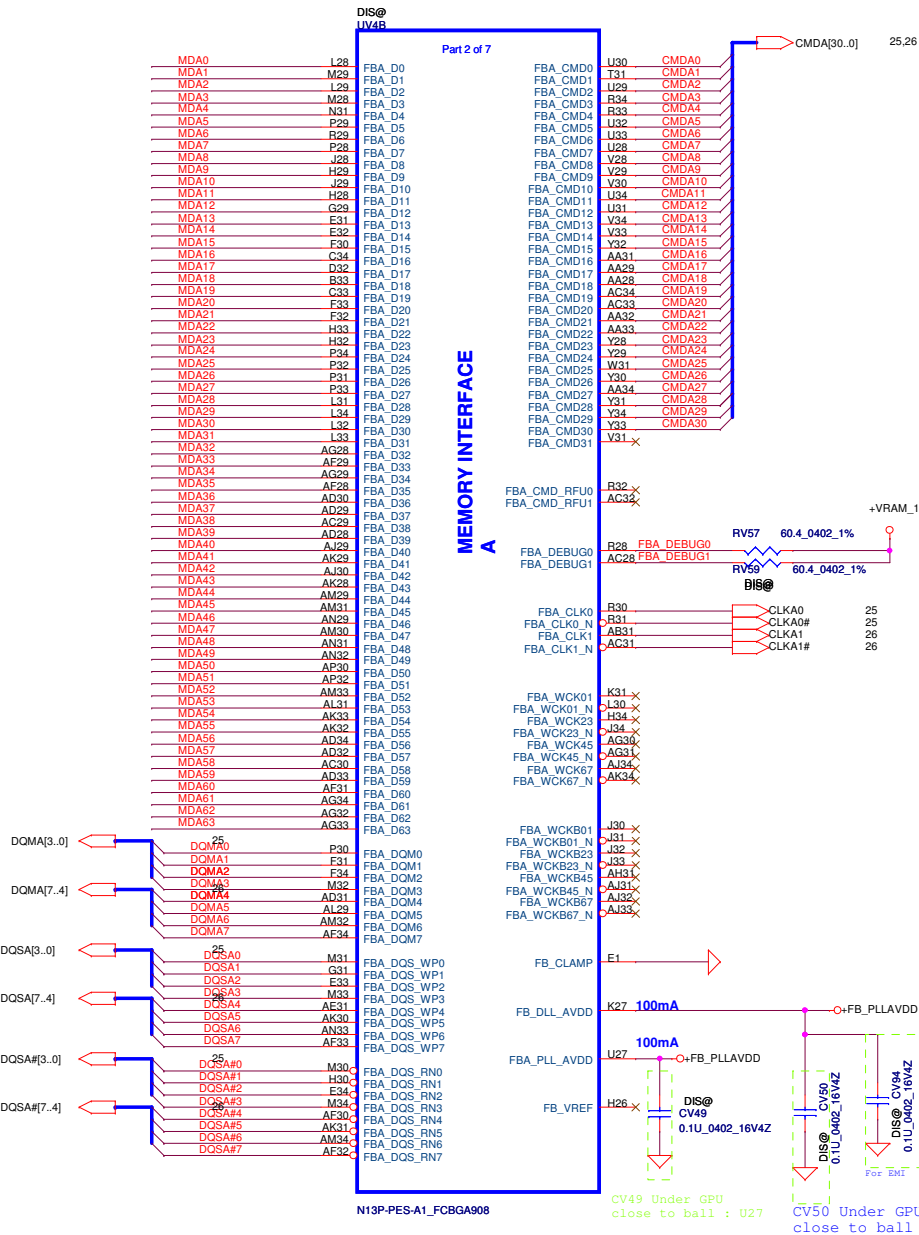 DIS@
UV4B
Part 2 of 7
CMDA[30..0] 25,26
MDA0 L28 FBA_D0 FBA_CMD0 U30 CMDA0
MDA1 M29 FBA_D1 FBA_CMD1 T31 CMDA1
MDA2 L29 FBA_D2 FBA_CMD2 U29 CMDA2
MDA3 M28 FBA_D3 FBA_CMD3 R34 CMDA3
MDA4 N31 FBA_D4 FBA_CMD4 R33 CMDA4
MDA5 P29 FBA_D5 FBA_CMD5 U32 CMDA5
MDA6 R29 FBA_D6 FBA_CMD6 U33 CMDA6
MDA7 P28 FBA_D7 FBA_CMD7 U28 CMDA7
MDA8 J28 FBA_D8 FBA_CMD8 V28 CMDA8
MDA9 H29 FBA_D9 FBA_CMD9 V29 CMDA9
MDA10 J29 FBA_D10 FBA_CMD10 V30 CMDA10
MDA11 H28 FBA_D11 FBA_CMD11 U34 CMDA11
MDA12 G29 FBA_D12 FBA_CMD12 U31 CMDA12
MDA13 E31 FBA_D13 FBA_CMD13 V34 CMDA13
MDA14 E32 FBA_D14 FBA_CMD14 V33 CMDA14
MDA15 F30 FBA_D15 FBA_CMD15 Y32 CMDA15
MDA16 C34 FBA_D16 FBA_CMD16 AA31 CMDA16
MDA17 D32 FBA_D17 FBA_CMD17 AA29 CMDA17
MDA18 B33 FBA_D18 FBA_CMD18 AA28 CMDA18
MDA19 C33 FBA_D19 FBA_CMD19 AC34 CMDA19
MDA20 F33 FBA_D20 FBA_CMD20 AC33 CMDA20
MDA21 F32 FBA_D21 FBA_CMD21 AA32 CMDA21
MDA22 H33 FBA_D22 FBA_CMD22 AA33 CMDA22
MDA23 H32 FBA_D23 FBA_CMD23 Y28 CMDA23
MDA24 P34 FBA_D24 FBA_CMD24 Y29 CMDA24
MDA25 P32 FBA_D25 FBA_CMD25 W31 CMDA25
MDA26 P31 FBA_D26 FBA_CMD26 Y30 CMDA26
MDA27 P33 FBA_D27 FBA_CMD27 AA34 CMDA27
MDA28 L31 FBA_D28 FBA_CMD28 Y31 CMDA28
MDA29 L34 FBA_D29 FBA_CMD29 Y34 CMDA29
MDA30 L32 FBA_D30 FBA_CMD30 Y33 CMDA30
MDA31 L33 FBA_D31 FBA_CMD31 V31
MDA32 AG28 FBA_D32
MDA33 AF29 FBA_D33
MDA34 AG29 FBA_D34
MDA35 AF28 FBA_D35 FBA_CMD_RFU0 R32
MDA36 AD30 FBA_D36 FBA_CMD_RFU1 AC32
MDA37 AD29 FBA_D37
MDA38 AC29 FBA_D38
MDA39 AD28 FBA_D39
MDA40 AJ29 FBA_D40 FBA_DEBUG0 R28 FBA_DEBUG0
MDA41 AK29 FBA_D41 FBA_DEBUG1 AC28 FBA_DEBUG1
+VRAM_1
RV57 60.4_0402_1%
RV59 60.4_0402_1%
DIS@
MDA42 AJ30 FBA_D42
MDA43 AK28 FBA_D43
MDA44 AM29 FBA_D44
MDA45 AM31 FBA_D45 FBA_CLK0 R30 CLKA0 25
MDA46 AN29 FBA_D46 FBA_CLK0_N R31 CLKA0# 25
MDA47 AM30 FBA_D47 FBA_CLK1 AB31 CLKA1 26
MDA48 AN31 FBA_D48 FBA_CLK1_N AC31 CLKA1# 26
MDA49 AN32 FBA_D49
MDA50 AP30 FBA_D50
MDA51 AP32 FBA_D51
MDA52 AM33 FBA_D52 FBA_WCK01 K31
MDA53 AL31 FBA_D53 FBA_WCK01_N L30
MDA54 AK33 FBA_D54 FBA_WCK23 H34
MDA55 AK32 FBA_D55 FBA_WCK23_N J34
MDA56 AD34 FBA_D56 FBA_WCK45 AG30
MDA57 AD32 FBA_D57 FBA_WCK45_N AG31
MDA58 AC30 FBA_D58 FBA_WCK67 AJ34
MDA59 AD33 FBA_D59 FBA_WCK67_N AK34
MDA60 AF31 FBA_D60
MDA61 AG34 FBA_D61
MDA62 AG32 FBA_D62
MDA63 AG33 FBA_D63 FBA_WCKB01 J30
FBA_WCKB01_N J31
DQMA[3..0] 25
DQMA0 P30 FBA_DQM0 FBA_WCKB23 J32
DQMA1 F31 FBA_DQM1 FBA_WCKB23_N J33
DQMA2 F34 FBA_DQM2 FBA_WCKB45 AH31
DQMA3 M32 FBA_DQM3 FBA_WCKB45_N AJ31
DQMA[7..4] 26
DQMA4 AD31 FBA_DQM4 FBA_WCKB67 AJ32
DQMA5 AL29 FBA_DQM5 FBA_WCKB67_N AJ33
DQMA6 AM32 FBA_DQM6
DQMA7 AF34 FBA_DQM7
DQSA[3..0] 25
DQSA0 M31 FBA_DQS_WP0 FB_CLAMP E1
DQSA1 G31 FBA_DQS_WP1
DQSA2 E33 FBA_DQS_WP2
DQSA3 M33 FBA_DQS_WP3
DQSA[7..4] 26
DQSA4 AE31 FBA_DQS_WP4 FB_DLL_AVDD K27 100mA +FB_PLLAVDD
DQSA5 AK30 FBA_DQS_WP5
DQSA6 AN33 FBA_DQS_WP6
DQSA7 AF33 FBA_DQS_WP7
100mA
FBA_PLL_AVDD U27 +FB_PLLAVDD
DQSA#[3..0] 25
DQSA#0 M30 FBA_DQS_RN0
DQSA#1 H30 FBA_DQS_RN1
DQSA#2 E34 FBA_DQS_RN2
DQSA#3 M34 FBA_DQS_RN3 FB_VREF H26
DQSA#[7..4] 26
DQSA#4 AF30 FBA_DQS_RN4
DQSA#5 AK31 FBA_DQS_RN5
DQSA#6 AM34 FBA_DQS_RN6
DQSA#7 AF32 FBA_DQS_RN7
MEMORY INTERFACE
A
DIS@
CV49
0.1U_0402_16V4Z
CV50
DIS@
0.1U_0402_16V4Z
CV94
DIS@
0.1U_0402_16V4Z
For EMI
N13P-PES-A1_FCBGA908
CV49 Under GPU
close to ball : U27
CV50 Under GPU
close to ball